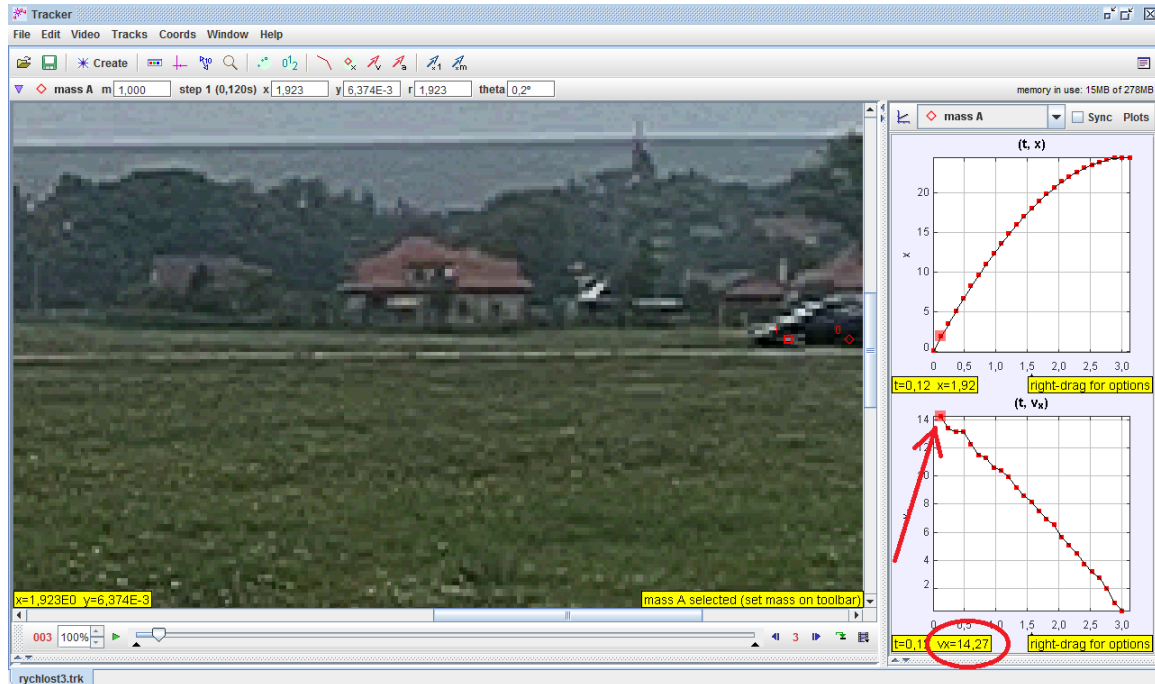 Tracker
File Edit Video Tracks Coords Window Help
Create
mass A m 1,000 step 1 (0,120s) x 1,923 y 6,374E-3 r 1,923 theta 0,2° memory in use: 15MB of 278MB
mass A Sync Plots
(t, x)
20
15
10
5
0
x
0 0,5 1,0 1,5 2,0 2,5 3,0
t=0,12 x=1,92 right-drag for options
(t, vx)
14
12
10
8
6
4
2
0 0,5 1,0 1,5 2,0 2,5 3,0
vx=14,27 right-drag for options
1 0
x=1,923E0 y=6,374E-3 mass A selected (set mass on toolbar)
003 100% 3
rychlost3.trk